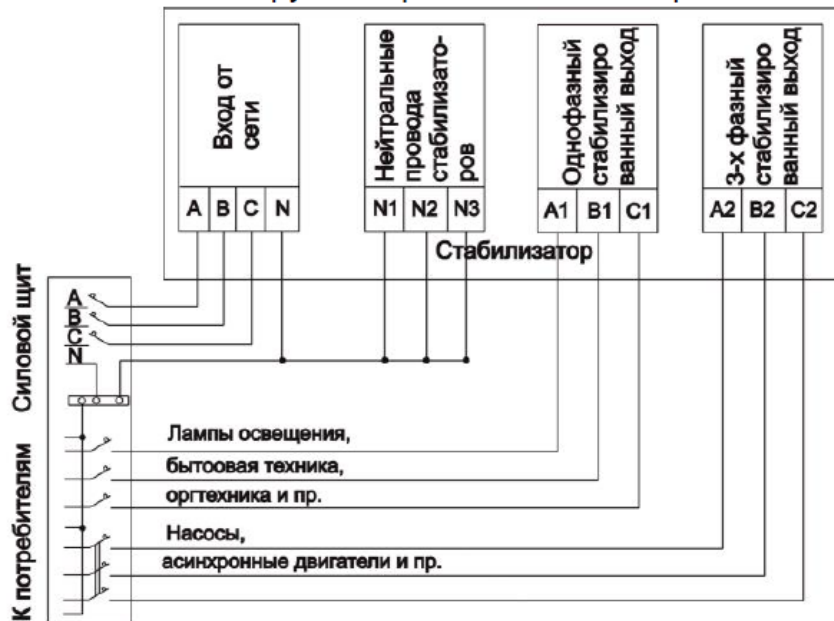 Вход от
сети
Нейтральные
провода
стабилизато-
ров
Однофазный
стабилизиро
ванный выход
3-х фазный
стабилизиро
ванный выход
A B C N
N1 N2 N3
A1 B1 C1
A2 B2 C2
Стабилизатор
Силовой щит
A
B
C
N
К потребителям
Лампы освещения,
бытоовая техника,
оргтехника и пр.
Насосы,
асинхронные двигатели и пр.